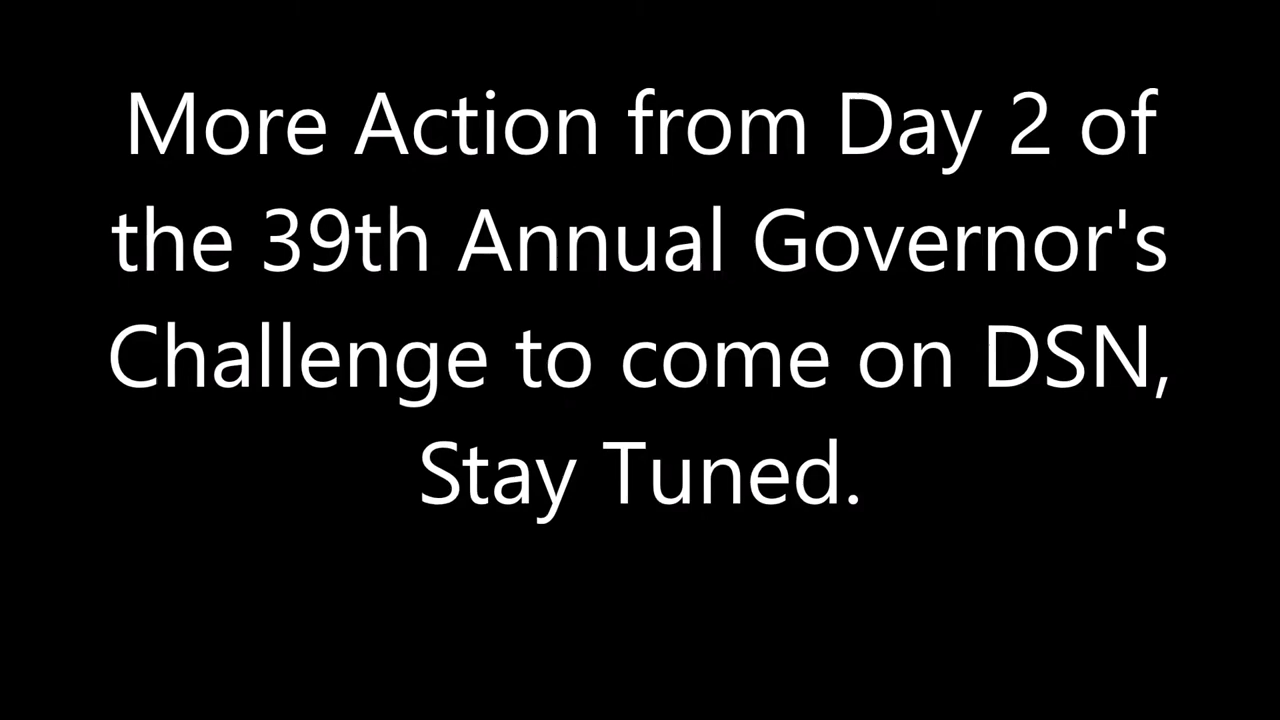 More Action from Day 2 of
the 39th Annual Governor's
Challenge to come on DSN,
Stay Tuned.